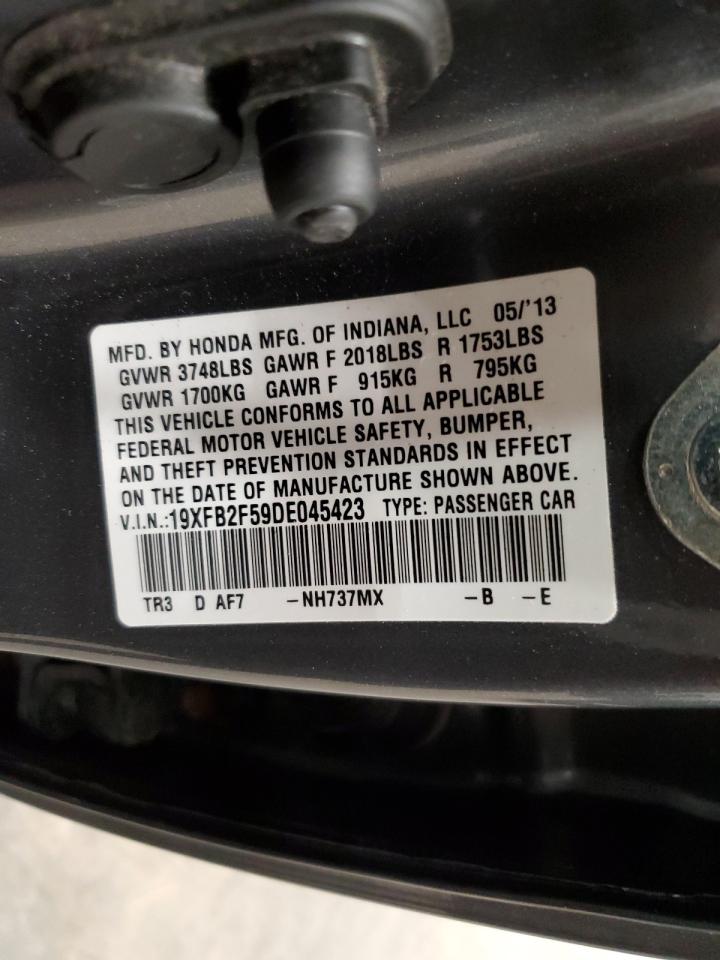 MFD. BY HONDA MFG. OF INDIANA, LLC 05/'13
GVWR 3748LBS GAWR F 2018LBS R 1753LBS
GVWR 1700KG GAWR F 915KG R 795KG
THIS VEHICLE CONFORMS TO ALL APPLICABLE
FEDERAL MOTOR VEHICLE SAFETY, BUMPER,
AND THEFT PREVENTION STANDARDS IN EFFECT
ON THE DATE OF MANUFACTURE SHOWN ABOVE.
V.I.N.:19XFB2F59DE045423 TYPE: PASSENGER CAR
TR3 D AF7 -NH737MX -B -E